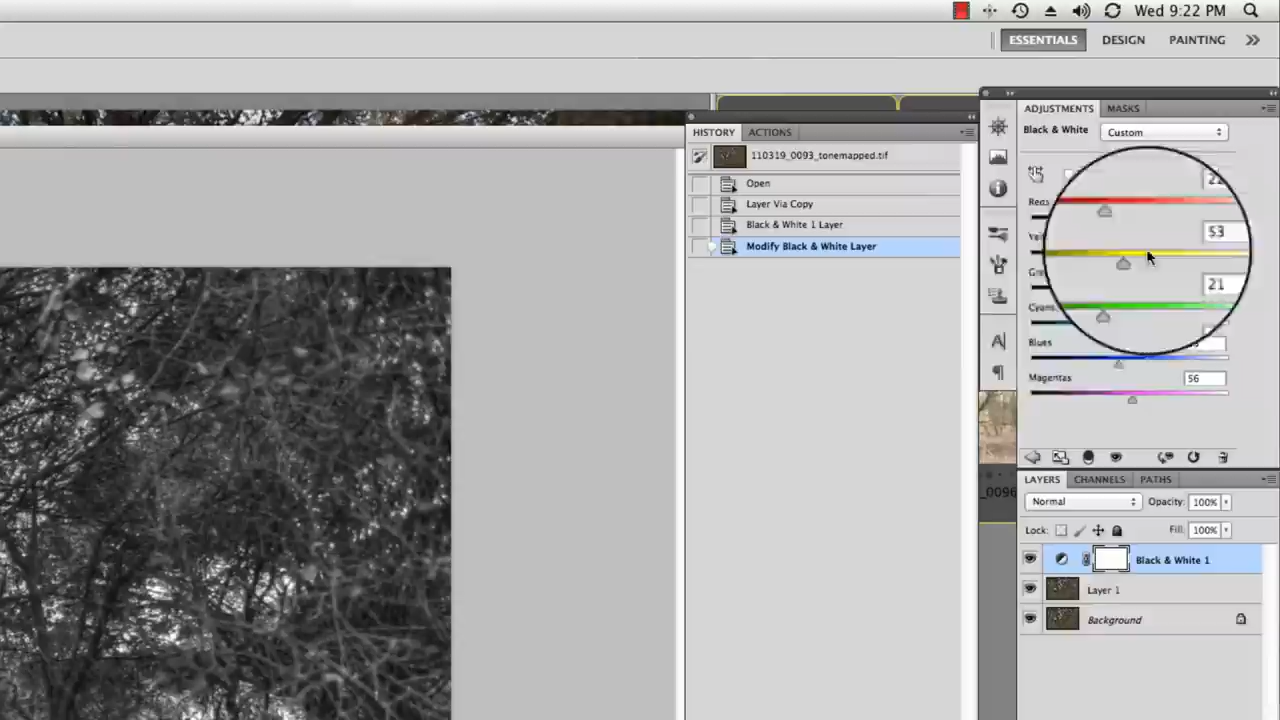 Wed 9:22 PM
ESSENTIALS DESIGN PAINTING
ADJUSTMENTS MASKS
Black & White Custom
HISTORY ACTIONS
110319_0093_tonemapped.tif
Open
Layer Via Copy
Black & White 1 Layer
Modify Black & White Layer
Reds
53
21
Cyans
Blues
Magentas 56
_0096
LAYERS CHANNELS PATHS
Normal Opacity: 100%
Lock: Fill: 100%
Black & White 1
Layer 1
Background